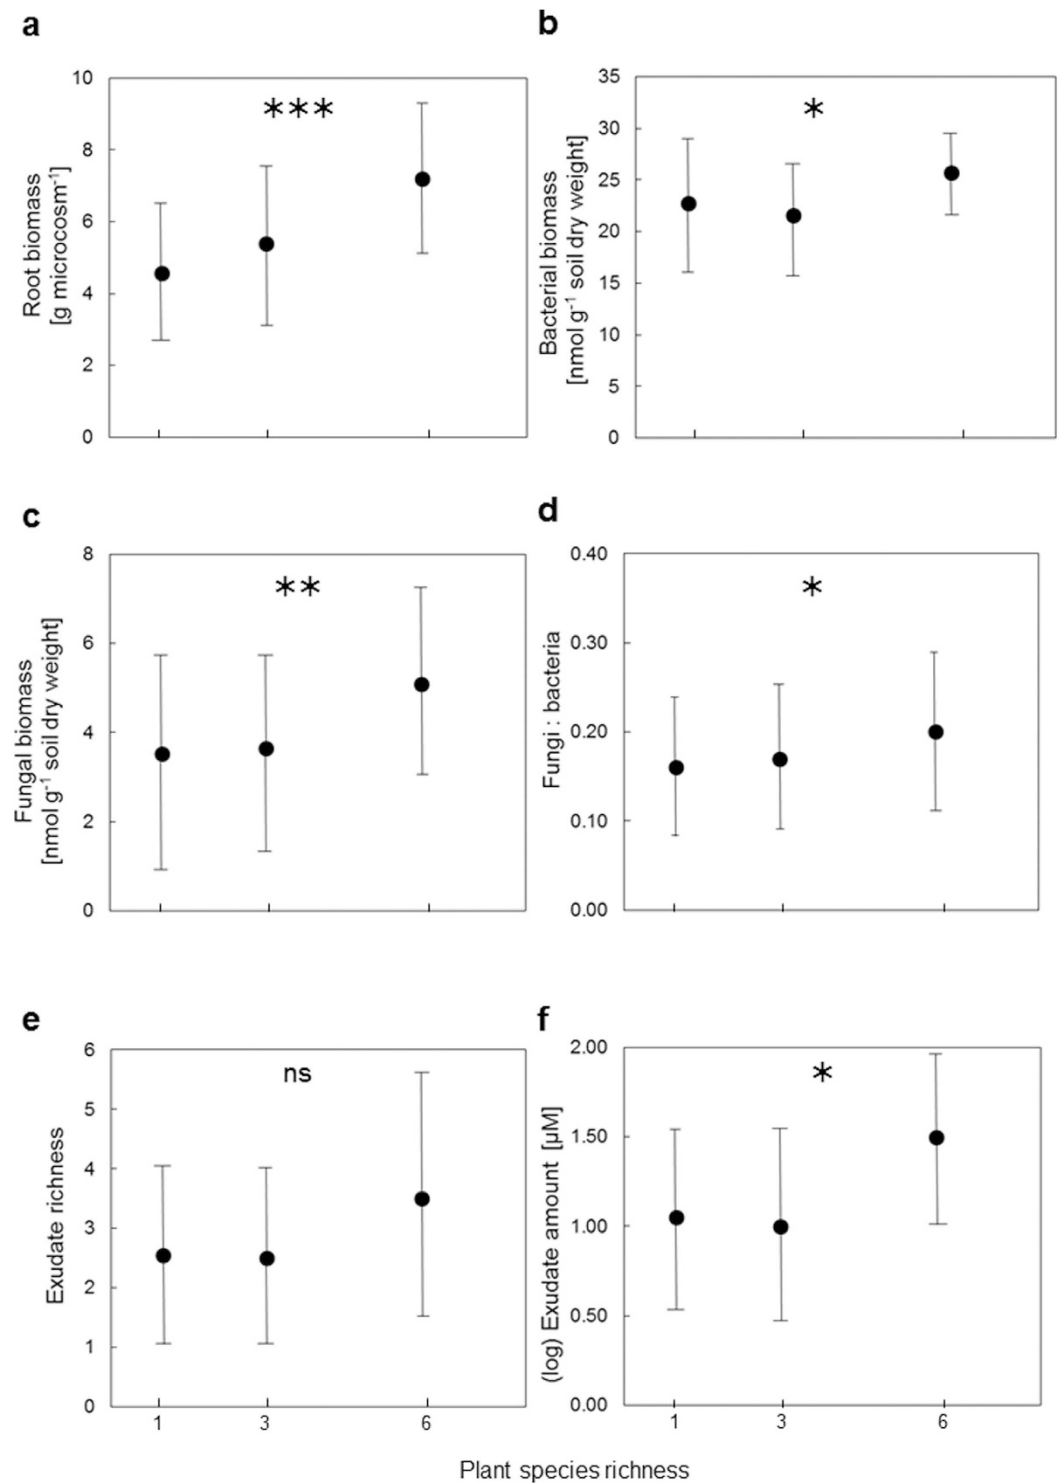 a
Root biomass
[g microcosm⁻¹]
10
8
6
4
2
0
***
b
Bacterial biomass
[nmol g⁻¹ soil dry weight]
35
30
25
20
15
10
5
0
*
c
Fungal biomass
[nmol g⁻¹ soil dry weight]
8
6
4
2
0
**
d
Fungi : bacteria
0.40
0.30
0.20
0.10
0.00
*
e
Exudate richness
6
5
4
3
2
1
0
ns
1 3 6
f
(log) Exudate amount [µM]
2.00
1.50
1.00
0.50
0.00
*
1 3 6
Plant species richness